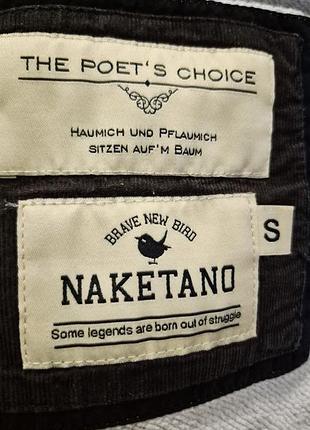 THE POET'S CHOICE
HAUMICH UND PFLAUMICH
SITZEN AUF'M BAUM
BRAVE NEW BIRD
NAKETANO
Some legends are born out of struggle
S